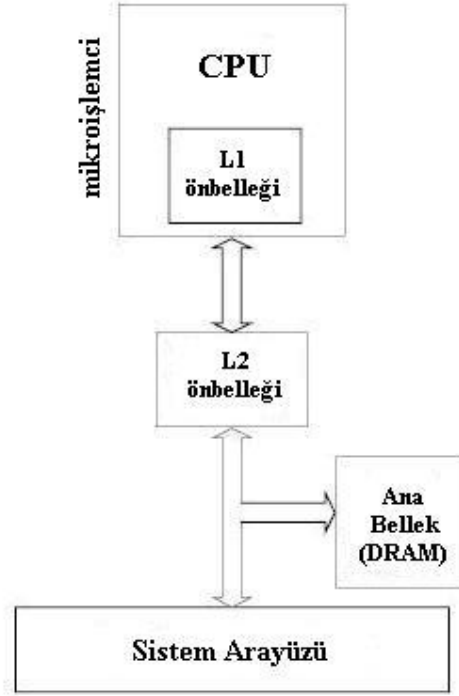 mikroişlemci
CPU
L1
önbelleği
L2
önbelleği
Ana
Bellek
(DRAM)
Sistem Arayüzü